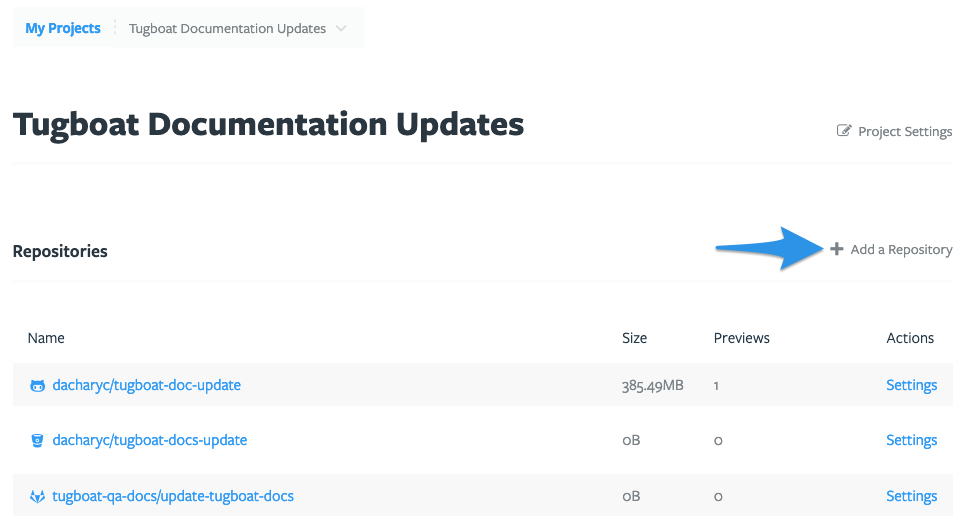 My Projects Tugboat Documentation Updates
Tugboat Documentation Updates
Project Settings
Repositories
Add a Repository
Name Size Previews Actions
dacharyc/tugboat-doc-update 385.49MB 1 Settings
dacharyc/tugboat-docs-update 0B 0 Settings
tugboat-qa-docs/update-tugboat-docs 0B 0 Settings